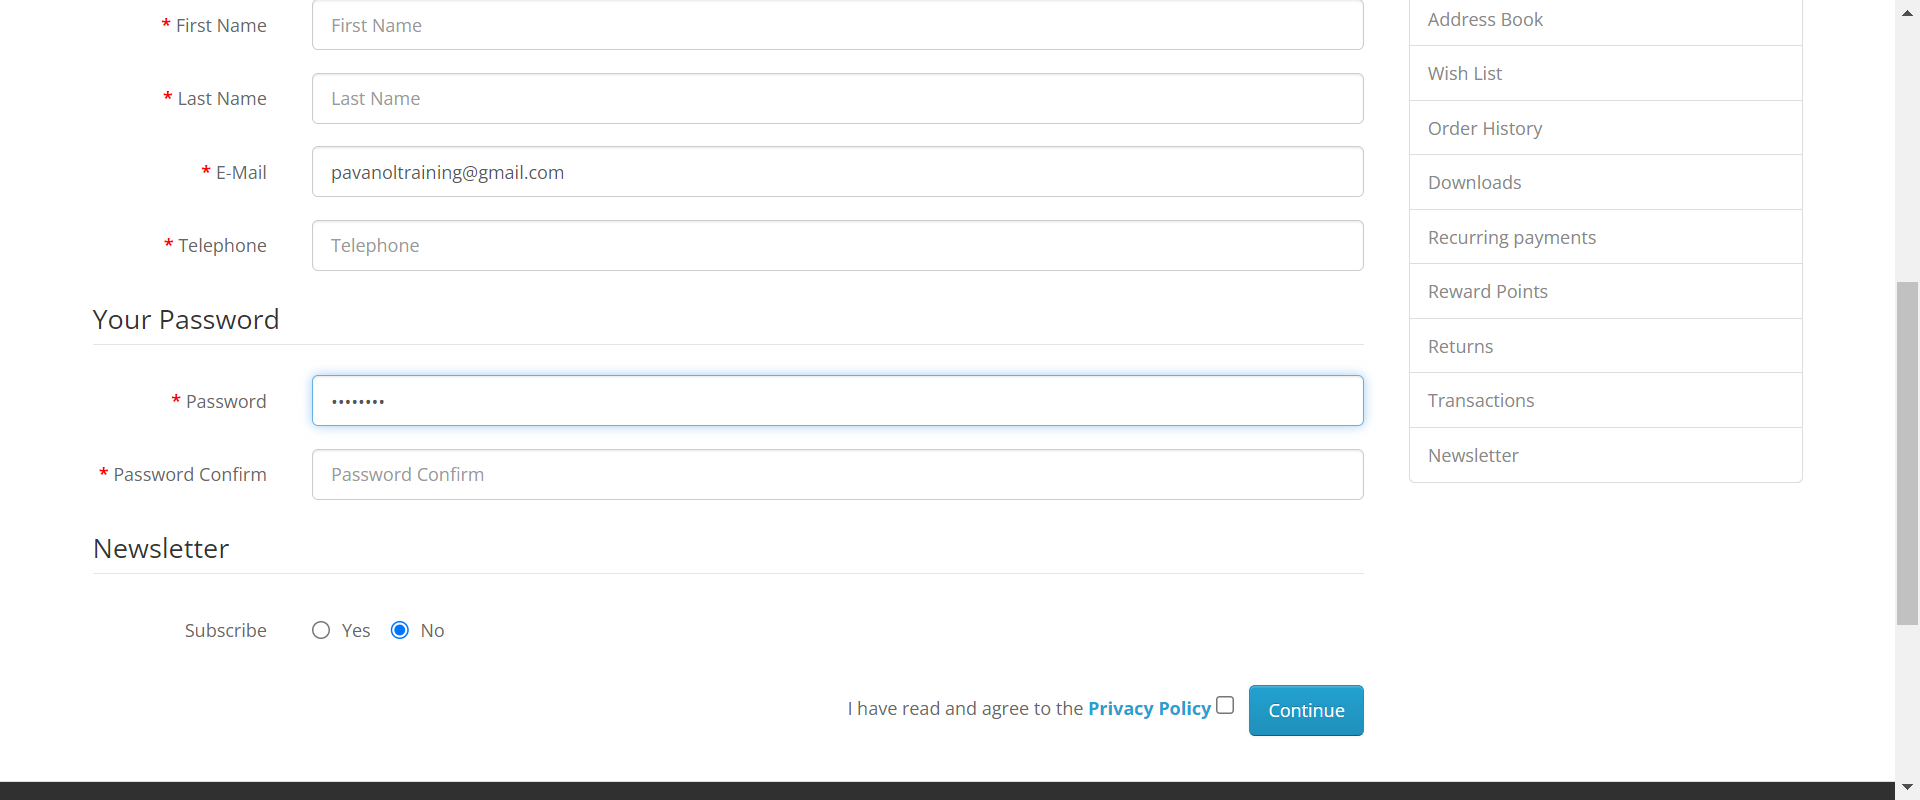 * First Name
First Name
* Last Name
Last Name
* E-Mail
pavanoltraining@gmail.com
* Telephone
Telephone
Your Password
* Password
••••••••
* Password Confirm
Password Confirm
Newsletter
Subscribe
Yes
No
I have read and agree to the Privacy Policy
Continue
Address Book
Wish List
Order History
Downloads
Recurring payments
Reward Points
Returns
Transactions
Newsletter